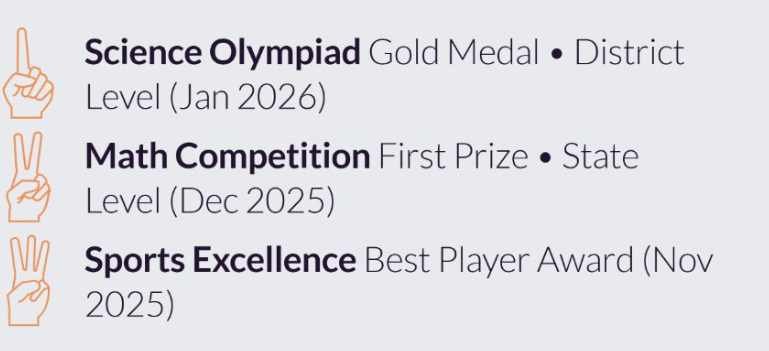 Science Olympiad Gold Medal • District
Level (Jan 2026)
Math Competition First Prize • State
Level (Dec 2025)
Sports Excellence Best Player Award (Nov
2025)